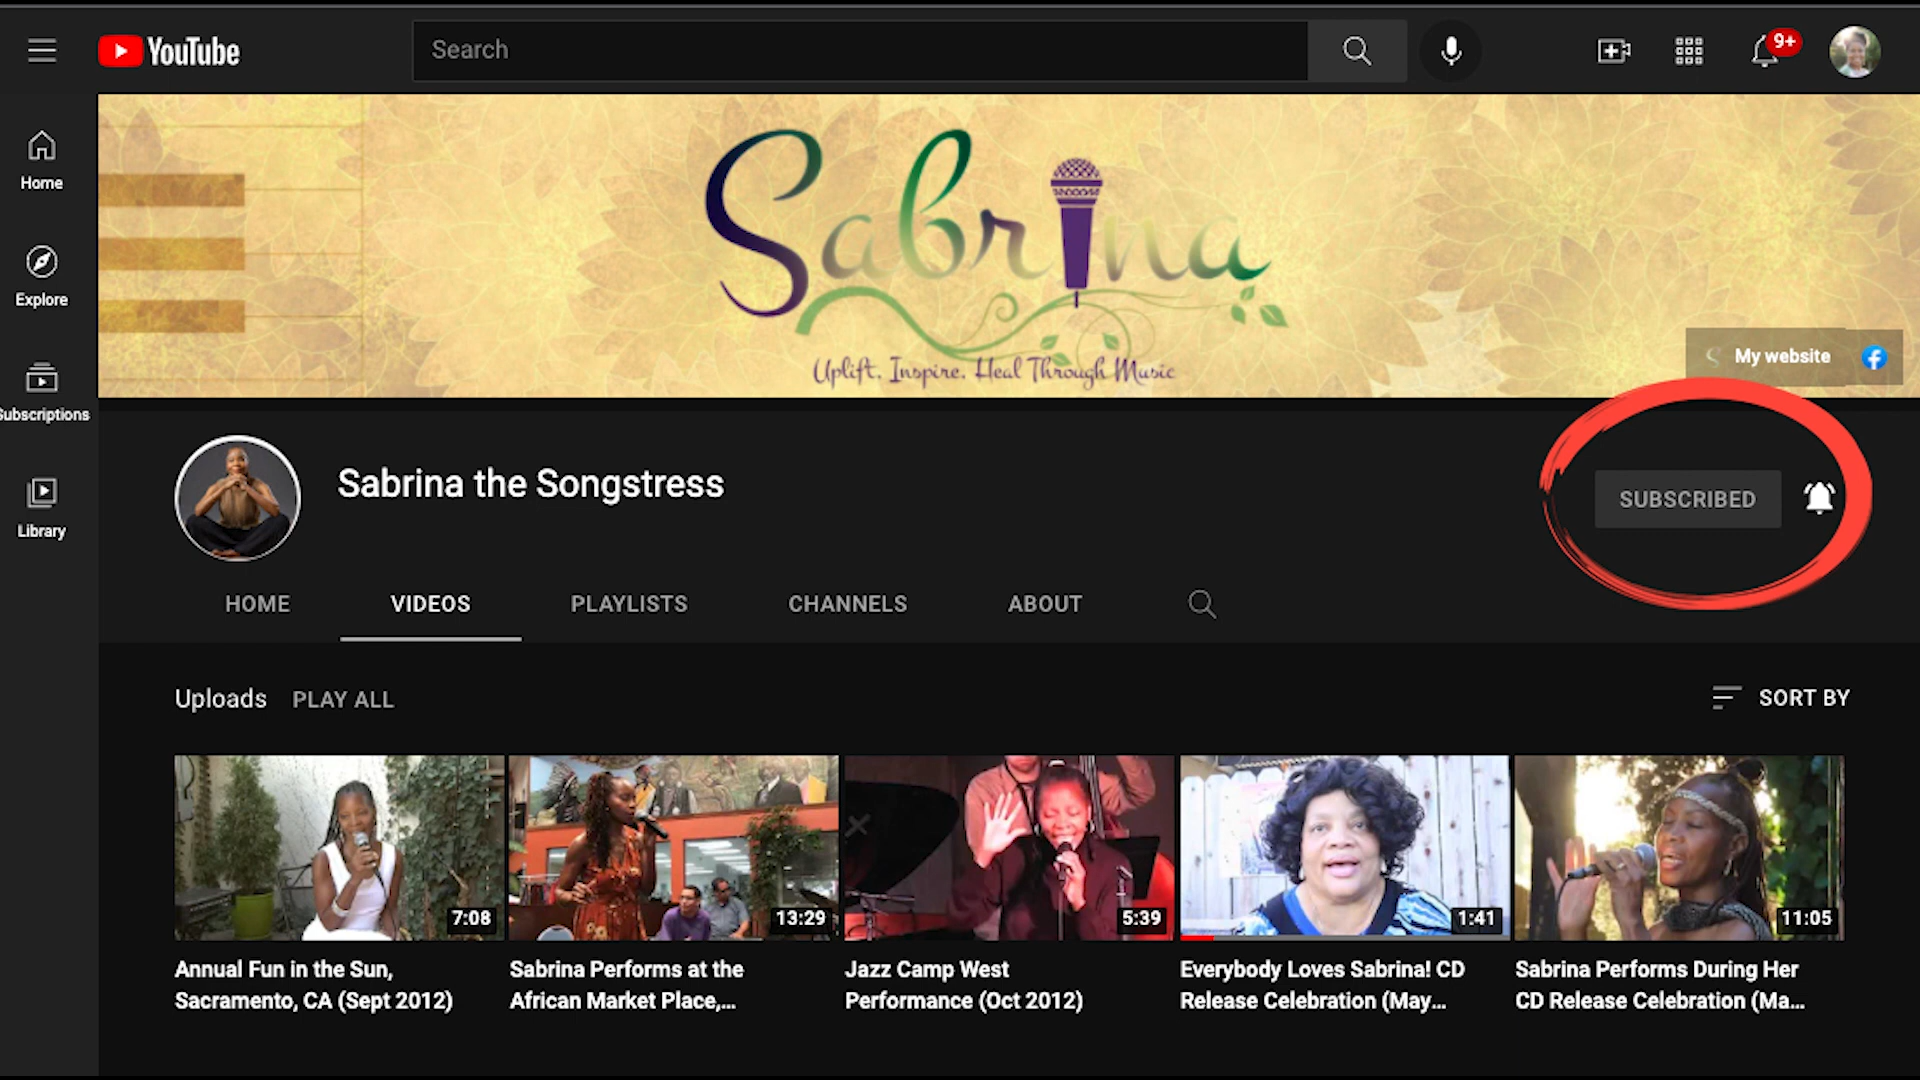 YouTube
Search
9+
Home
Explore
Subscriptions
Library
Sabrina
Uplift. Inspire. Heal Through Music
My website
Sabrina the Songstress
SUBSCRIBED
HOME VIDEOS PLAYLISTS CHANNELS ABOUT
Uploads PLAY ALL
SORT BY
7:08
13:29
5:39
1:41
11:05
Annual Fun in the Sun,
Sacramento, CA (Sept 2012)
Sabrina Performs at the
African Market Place,...
Jazz Camp West
Performance (Oct 2012)
Everybody Loves Sabrina! CD
Release Celebration (May...
Sabrina Performs During Her
CD Release Celebration (Ma...